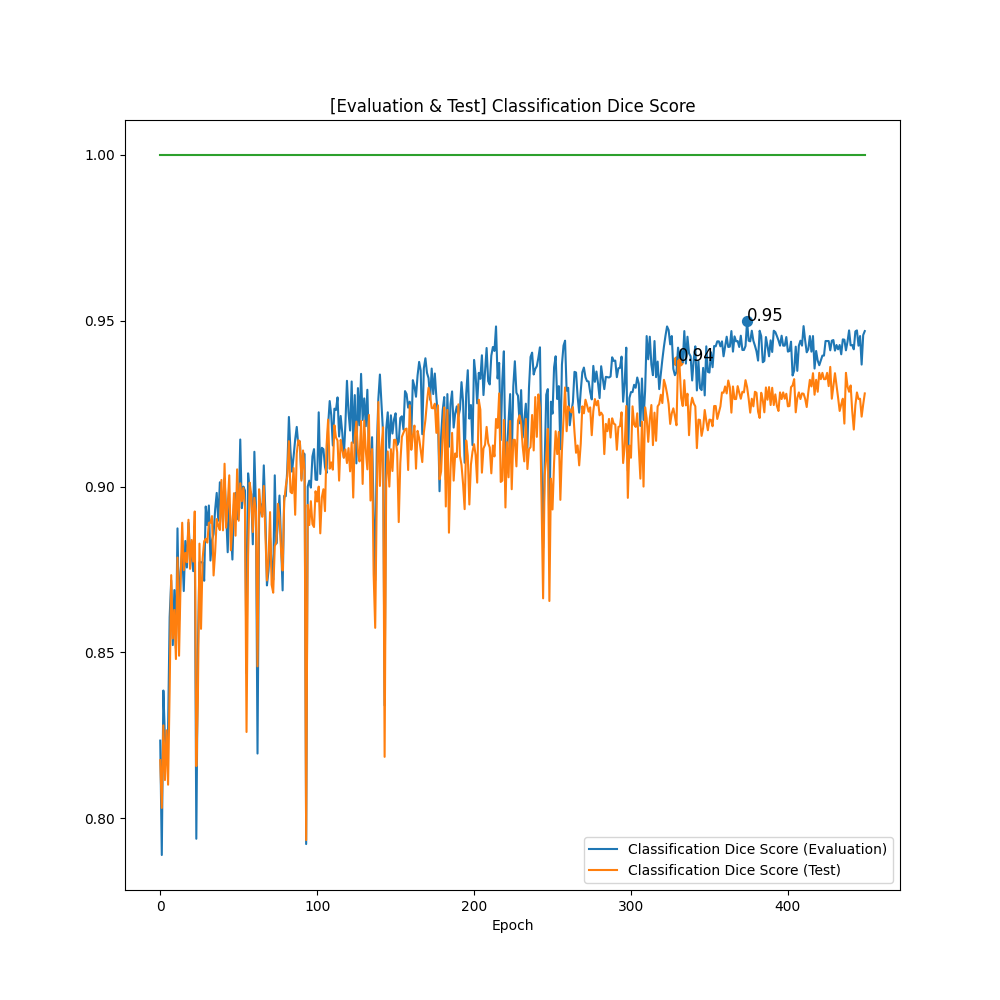 [Evaluation & Test] Classification Dice Score
1.00
0.95
0.90
0.85
0.80
0.95
0.94
Classification Dice Score (Evaluation)
Classification Dice Score (Test)
0 100 200 300 400
Epoch